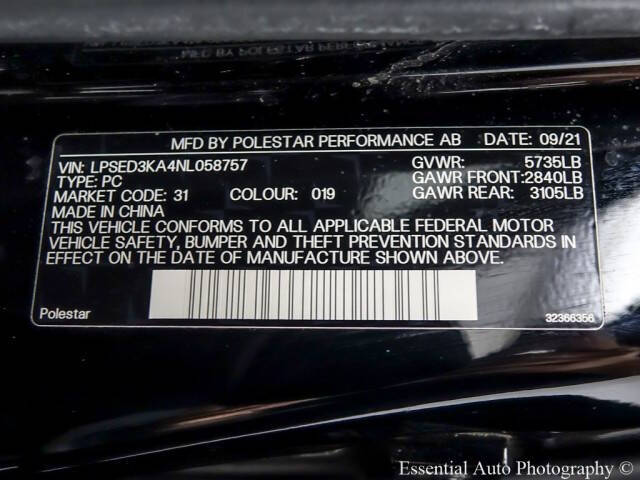 MFD BY POLESTAR PERFORMANCE AB DATE: 09/21
VIN: LPSED3KA4NL058757 GVWR: 5735LB
TYPE: PC GAWR FRONT: 2840LB
MARKET CODE: 31 COLOUR: 019 GAWR REAR: 3105LB
MADE IN CHINA
THIS VEHICLE CONFORMS TO ALL APPLICABLE FEDERAL MOTOR
VEHICLE SAFETY, BUMPER AND THEFT PREVENTION STANDARDS IN
EFFECT ON THE DATE OF MANUFACTURE SHOWN ABOVE.
Polestar 32366356
Essential Auto Photography ©